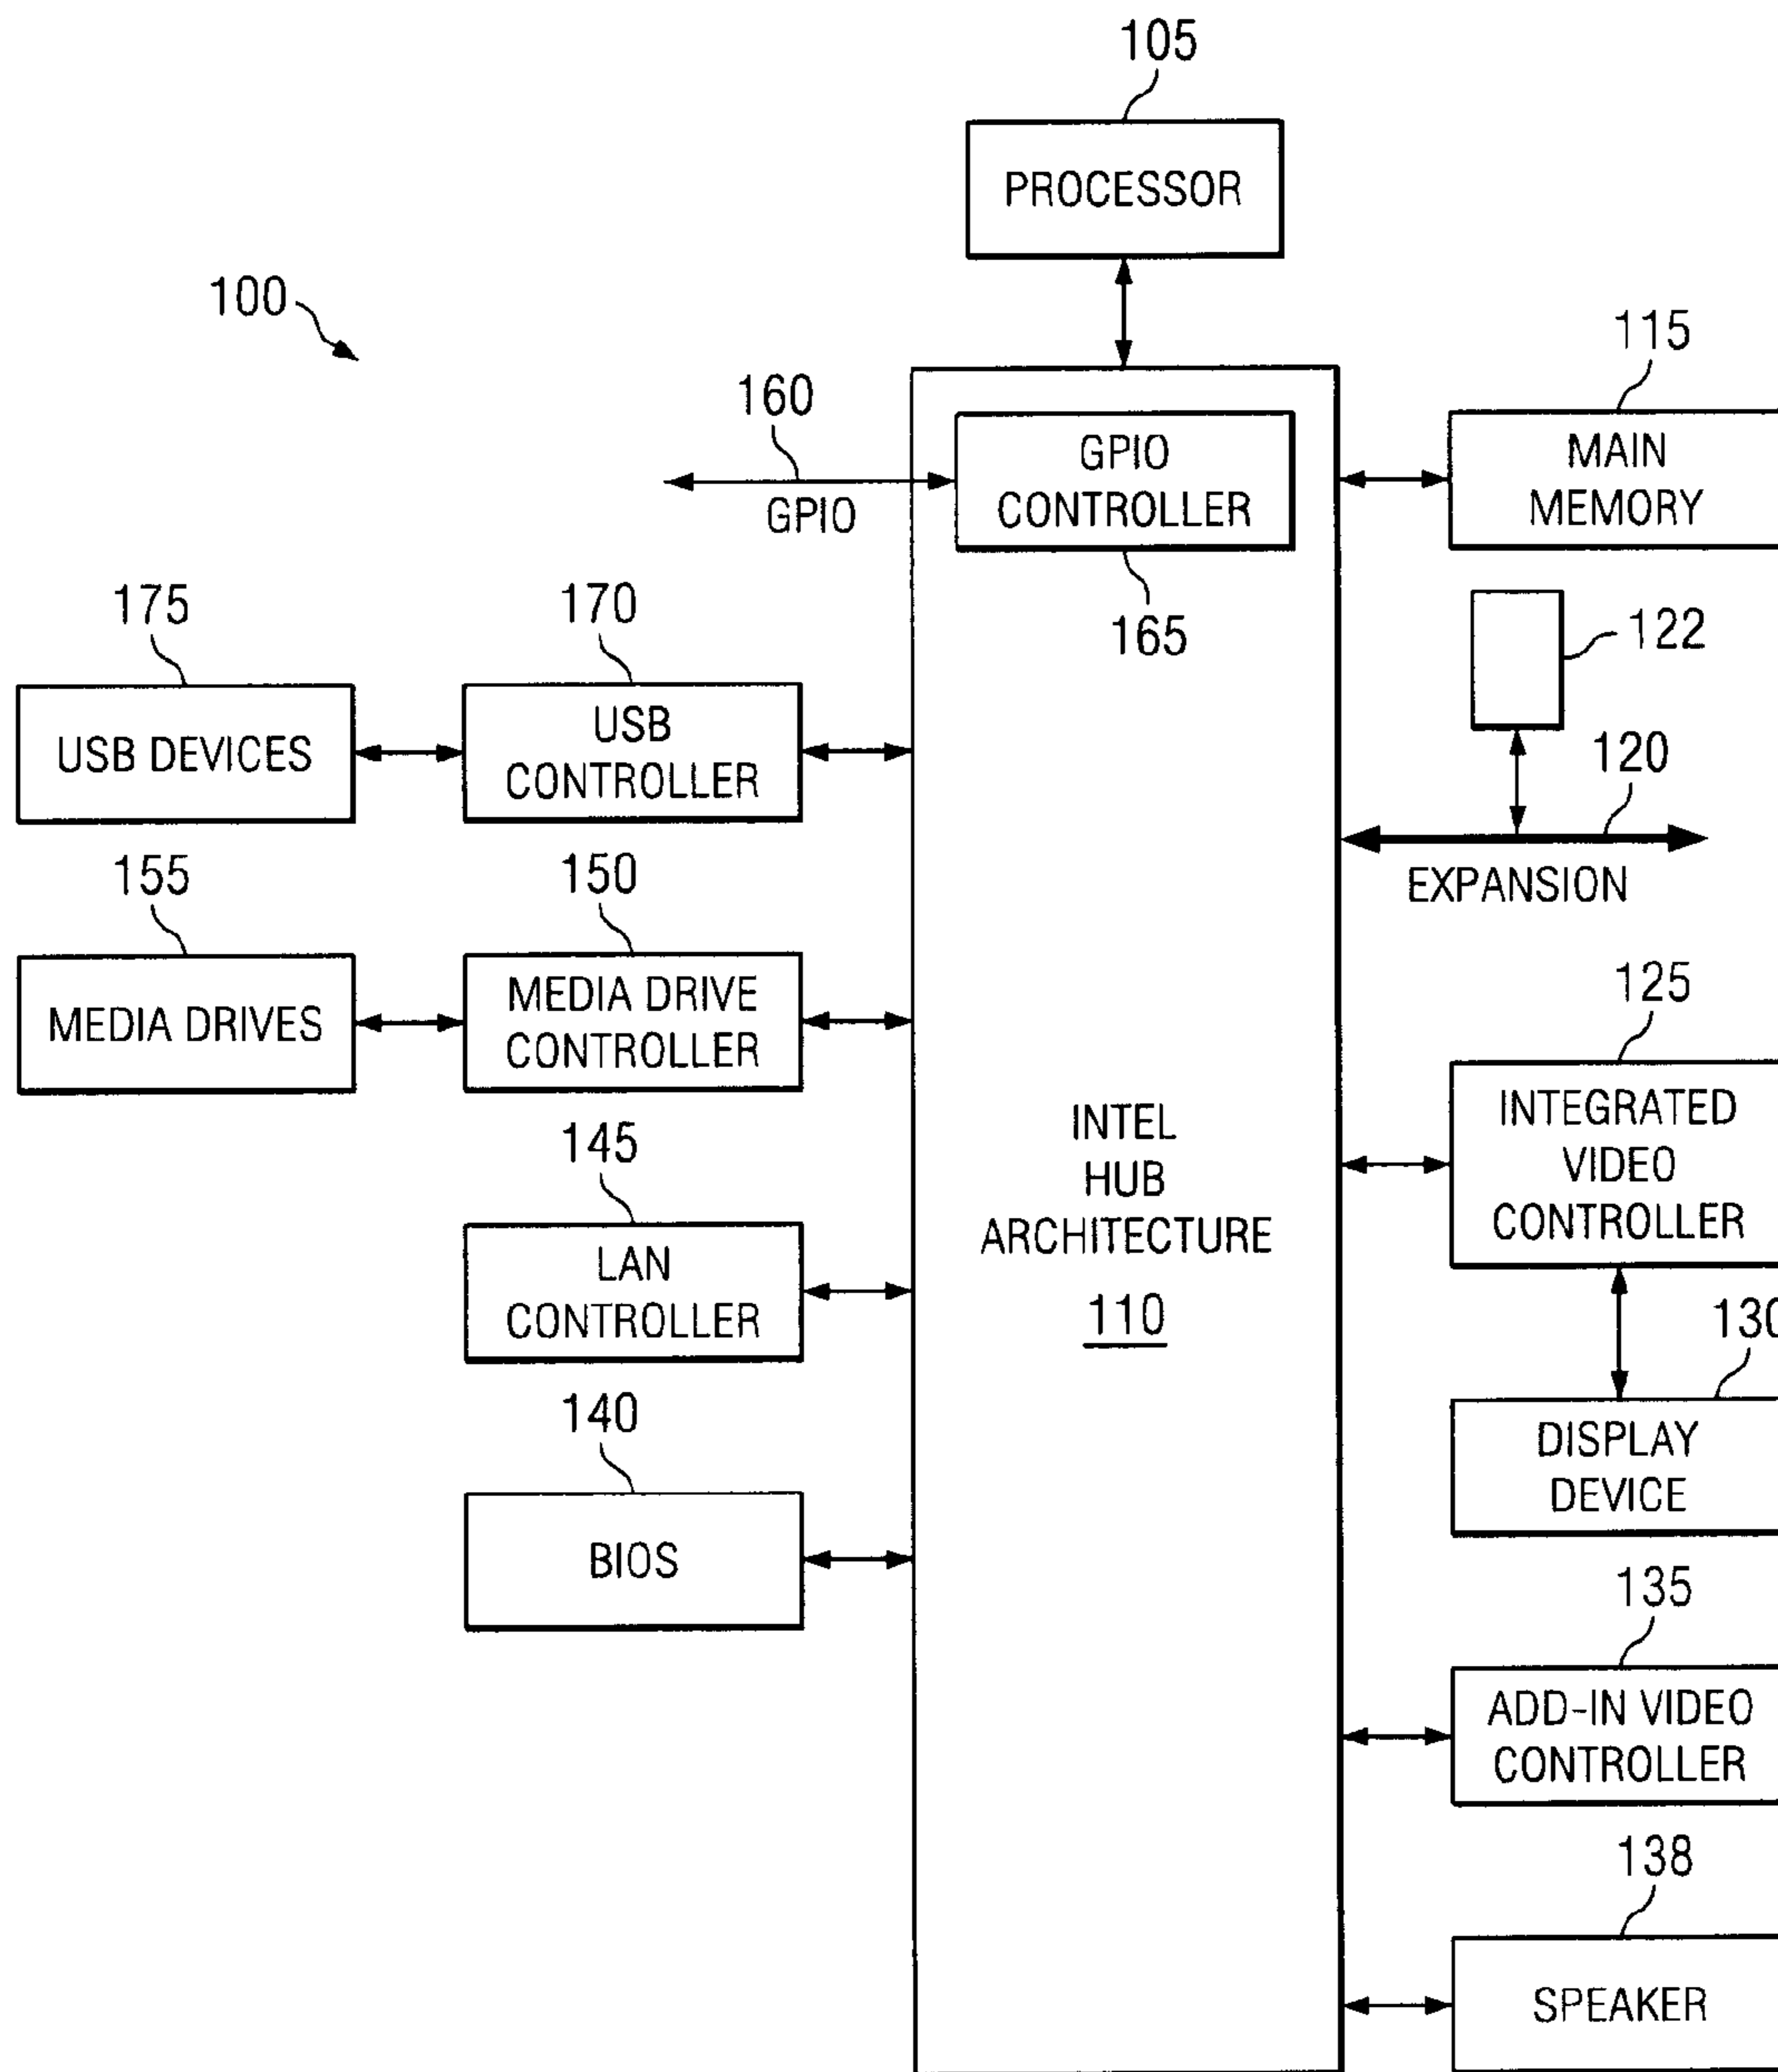 105
PROCESSOR
100
115
160
GPIO
CONTROLLER
MAIN
MEMORY
GPIO
175
170
165
122
USB DEVICES
USB
CONTROLLER
120
EXPANSION
155
150
MEDIA DRIVES
MEDIA DRIVE
CONTROLLER
125
INTEL
HUB
ARCHITECTURE
110
INTEGRATED
VIDEO
CONTROLLER
145
LAN
CONTROLLER
130
140
DISPLAY
DEVICE
BIOS
135
ADD-IN VIDEO
CONTROLLER
138
SPEAKER